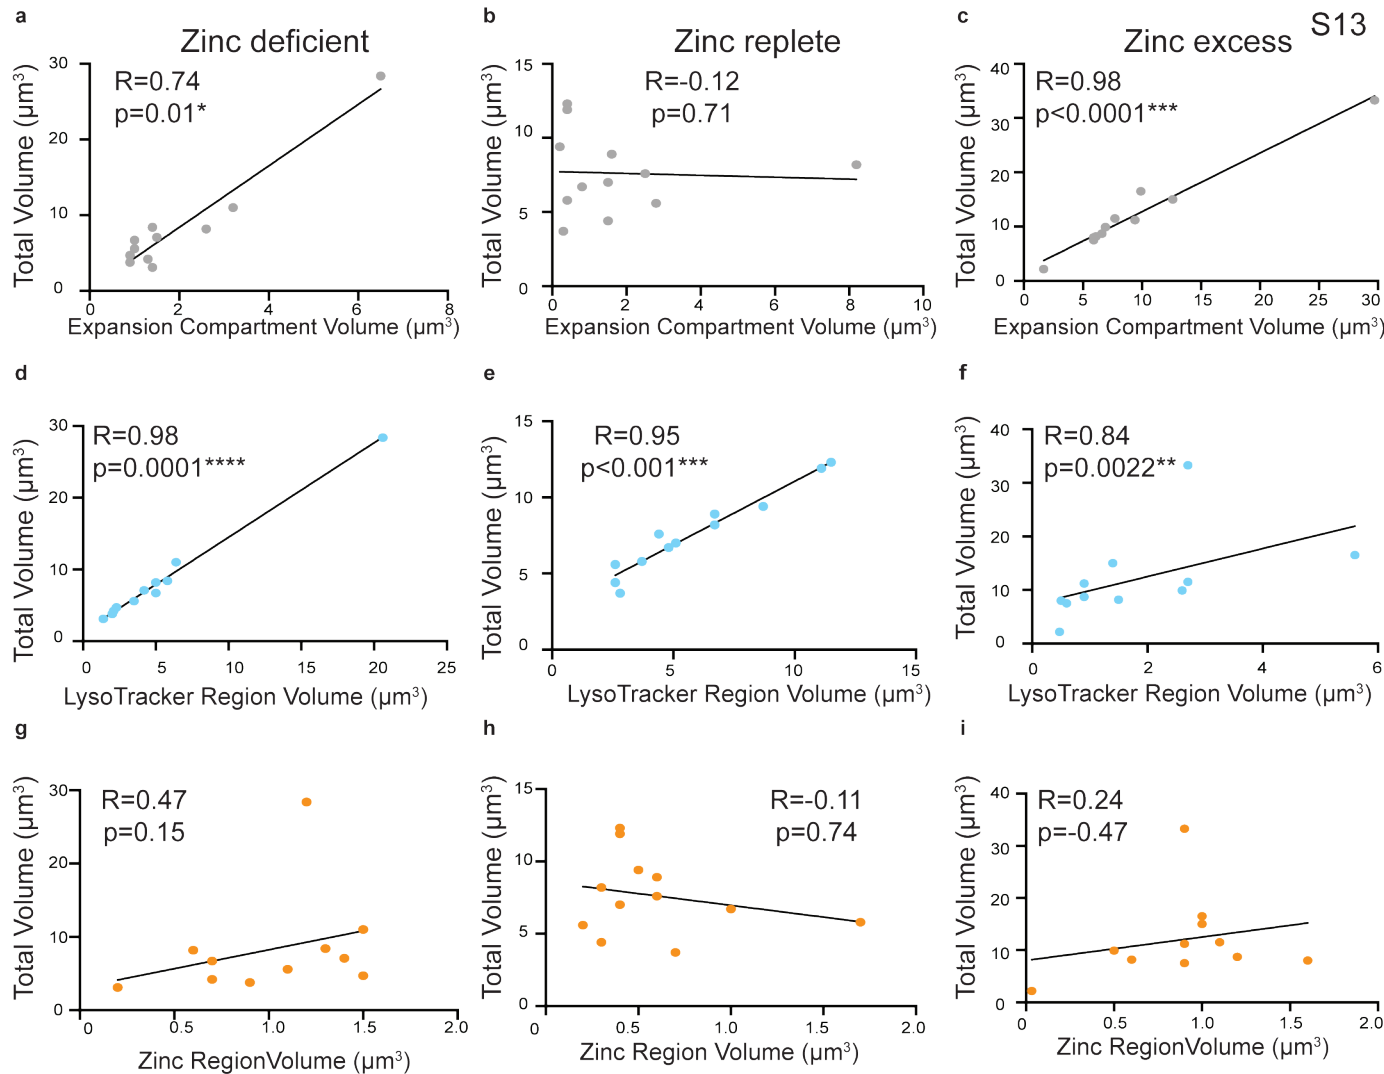 a
b
c
S13
Zinc deficient
Zinc replete
Zinc excess
Total Volume (µm³)
30
20
10
0
R=0.74
p=0.01*
0 2 4 6 8
Expansion Compartment Volume (µm³)
Total Volume (µm³)
15
10
5
0
R=-0.12
p=0.71
0 2 4 6 8 10
Expansion Compartment Volume (µm³)
Total Volume (µm³)
40
30
20
10
0
R=0.98
p<0.0001***
0 5 10 15 20 25 30
Expansion Compartment Volume (µm³)
d
e
f
Total Volume (µm³)
30
20
10
0
R=0.98
p=0.0001****
0 5 10 15 20 25
LysoTracker Region Volume (µm³)
Total Volume (µm³)
15
10
5
0
R=0.95
p<0.001***
0 5 10 15
LysoTracker Region Volume (µm³)
Total Volume (µm³)
40
30
20
10
0
R=0.84
p=0.0022**
0 2 4 6
LysoTracker Region Volume (µm³)
g
h
i
Total Volume (µm³)
30
20
10
0
R=0.47
p=0.15
0 0.5 1.0 1.5 2.0
Zinc RegionVolume (µm³)
Total Volume (µm³)
15
10
5
0
R=-0.11
p=0.74
0 0.5 1.0 1.5 2.0
Zinc Region Volume (µm³)
Total Volume (µm³)
40
30
20
10
0
R=0.24
p=-0.47
0 0.5 1.0 1.5 2.0
Zinc RegionVolume (µm³)